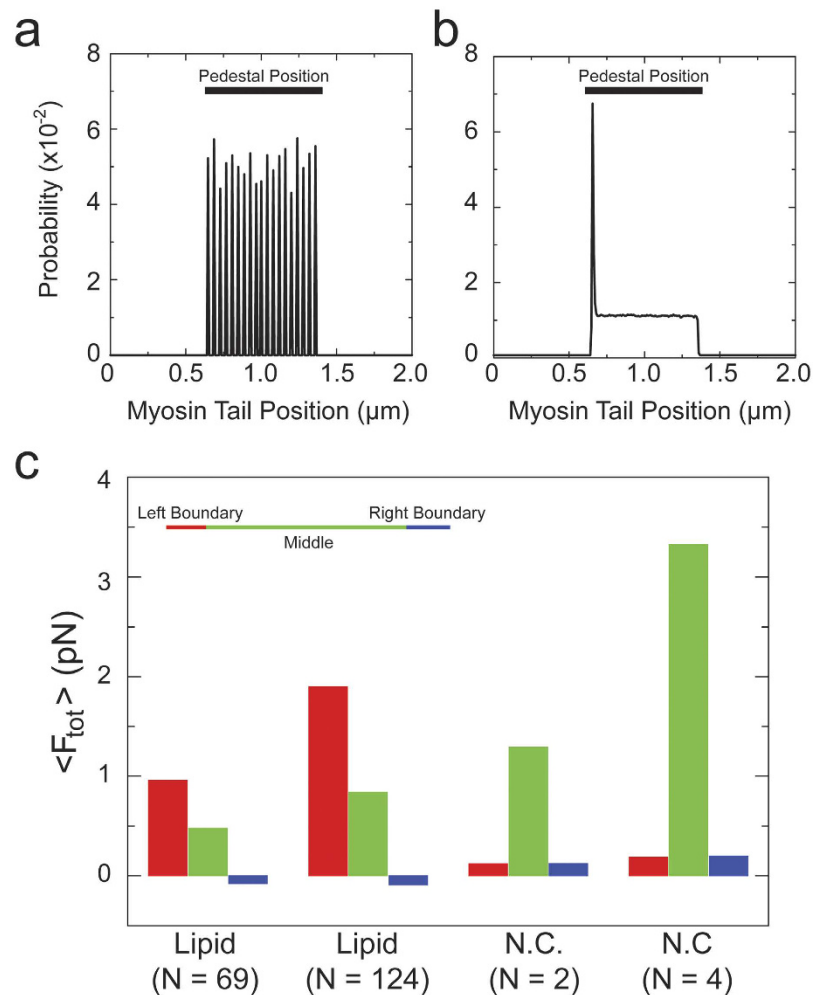 a
b
8
6
4
2
0
Probability (x10-2)
Pedestal Position
0
0.5
1.0
1.5
2.0
Myosin Tail Position (µm)
8
6
4
2
0
Pedestal Position
0
0.5
1.0
1.5
2.0
Myosin Tail Position (µm)
c
4
3
2
1
0
<Ftot> (pN)
Left Boundary
Right Boundary
Middle
Lipid
(N = 69)
Lipid
(N = 124)
N.C.
(N = 2)
N.C
(N = 4)